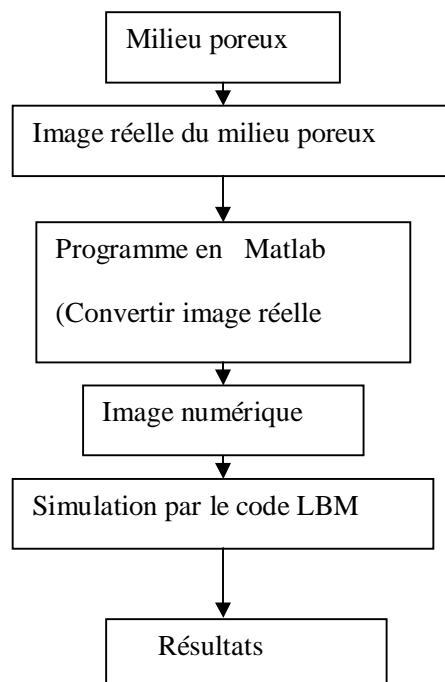 Milieu poreux
Image réelle du milieu poreux
Programme en Matlab
(Convertir image réelle
Image numérique
Simulation par le code LBM
Résultats